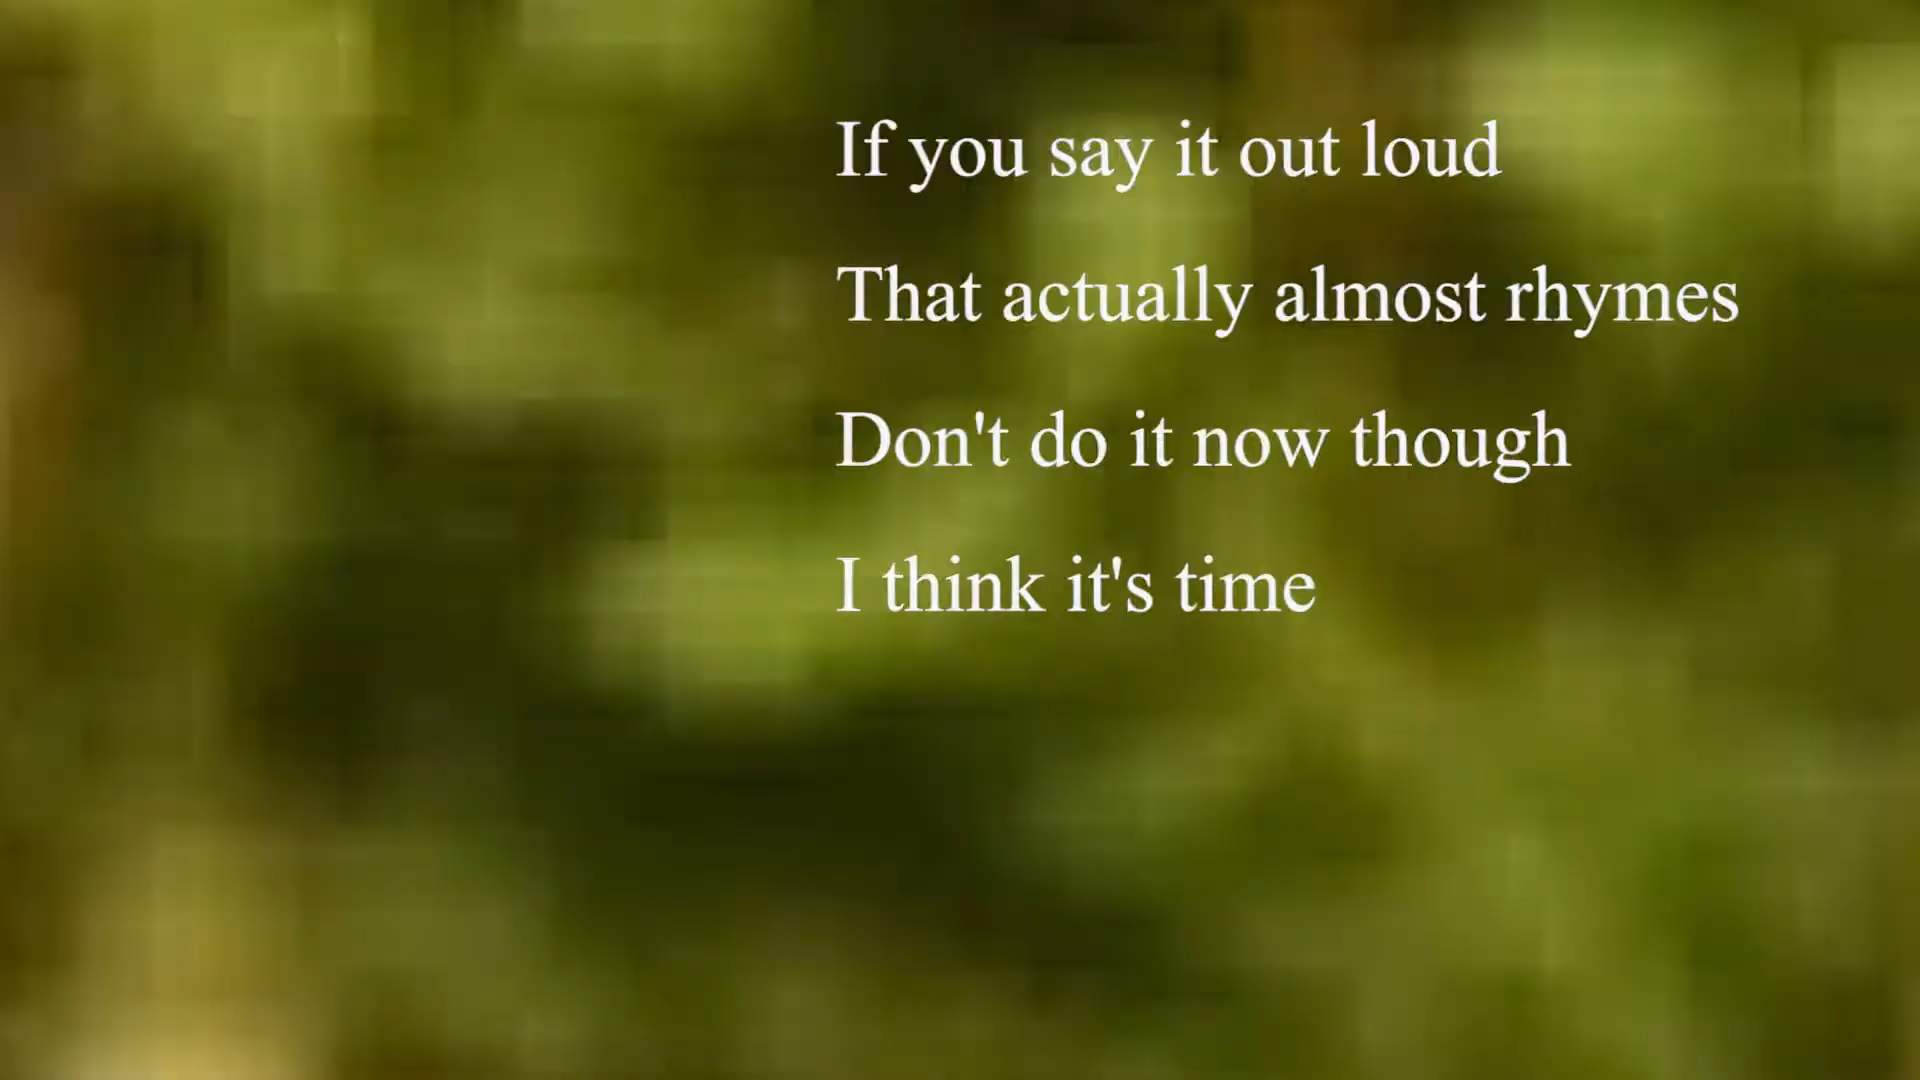 If you say it out loud
That actually almost rhymes
Don't do it now though
I think it's time